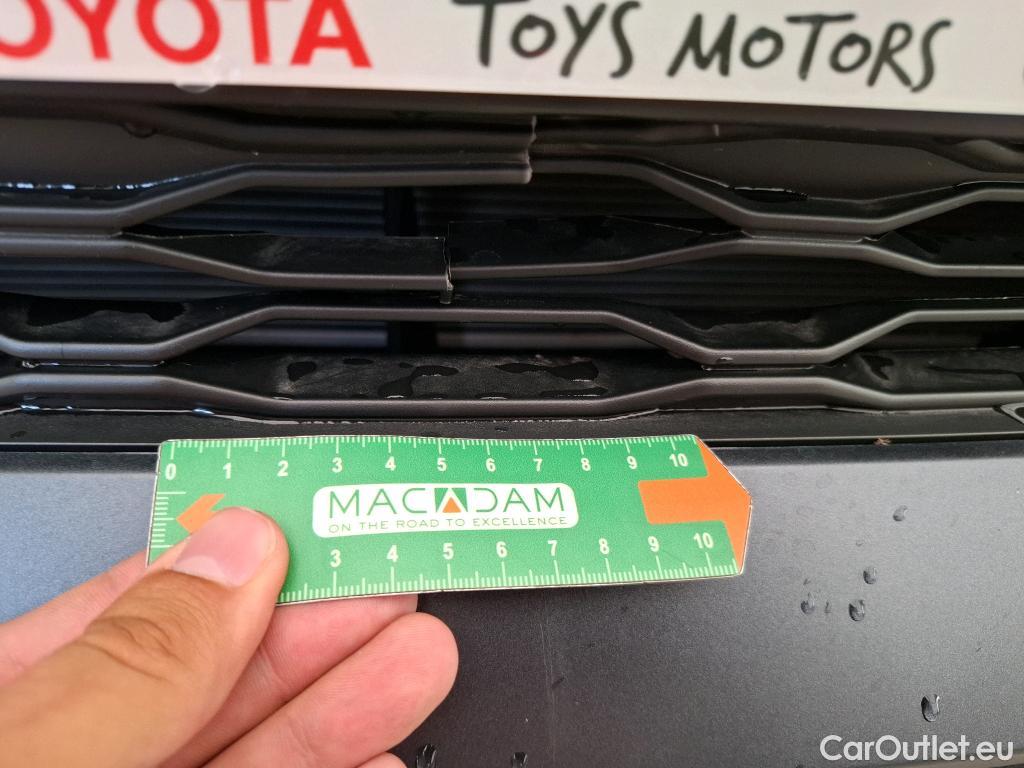 TOYOTA TOYS MOTORS
0 1 2 3 4 5 6 7 8 9 10
MACADAM
ON THE ROAD TO EXCELLENCE
3 4 5 6 7 8 9 10
CarOutlet.eu